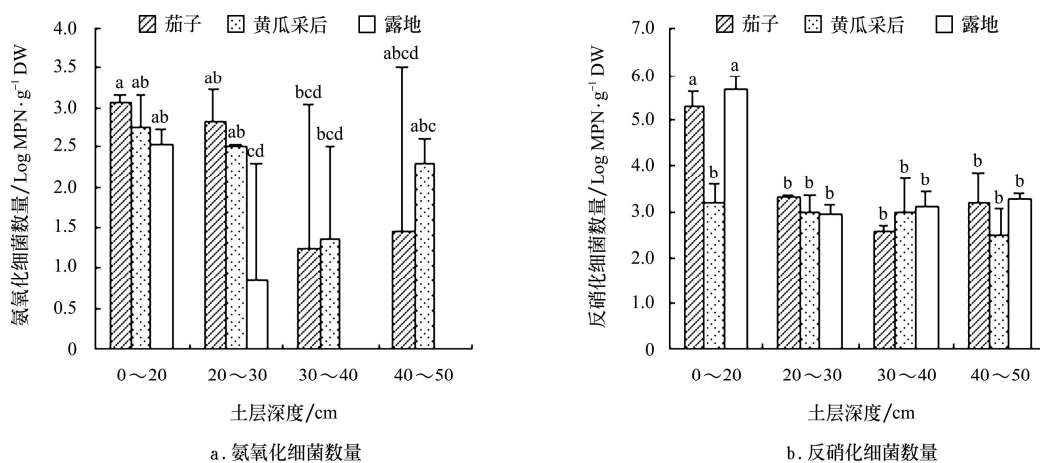 茄子 黄瓜采后 露地
氨氧化细菌数量/Log MPN·g⁻¹ DW
4.0
3.5
3.0
2.5
2.0
1.5
1.0
0.5
0
a ab ab
ab ab cd
bcd bcd
abcd abc
0～20 20～30 30～40 40～50
土层深度/cm
a.氨氧化细菌数量
茄子 黄瓜采后 露地
反硝化细菌数量/Log MPN·g⁻¹ DW
7.0
6.0
5.0
4.0
3.0
2.0
1.0
0
a b a
b b b
b b b
b b b
0～20 20～30 30～40 40～50
土层深度/cm
b.反硝化细菌数量